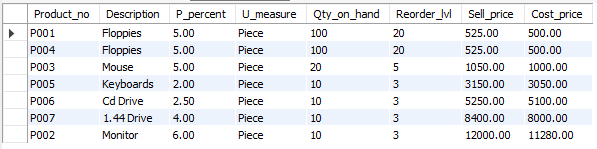 Product_no Description P_percent U_measure Qty_on_hand Reorder_lvl Sell_price Cost_price
P001 Floppies 5.00 Piece 100 20 525.00 500.00
P004 Floppies 5.00 Piece 100 20 525.00 500.00
P003 Mouse 5.00 Piece 20 5 1050.00 1000.00
P005 Keyboards 2.00 Piece 10 3 3150.00 3050.00
P006 Cd Drive 2.50 Piece 10 3 5250.00 5100.00
P007 1.44 Drive 4.00 Piece 10 3 8400.00 8000.00
P002 Monitor 6.00 Piece 10 3 12000.00 11280.00